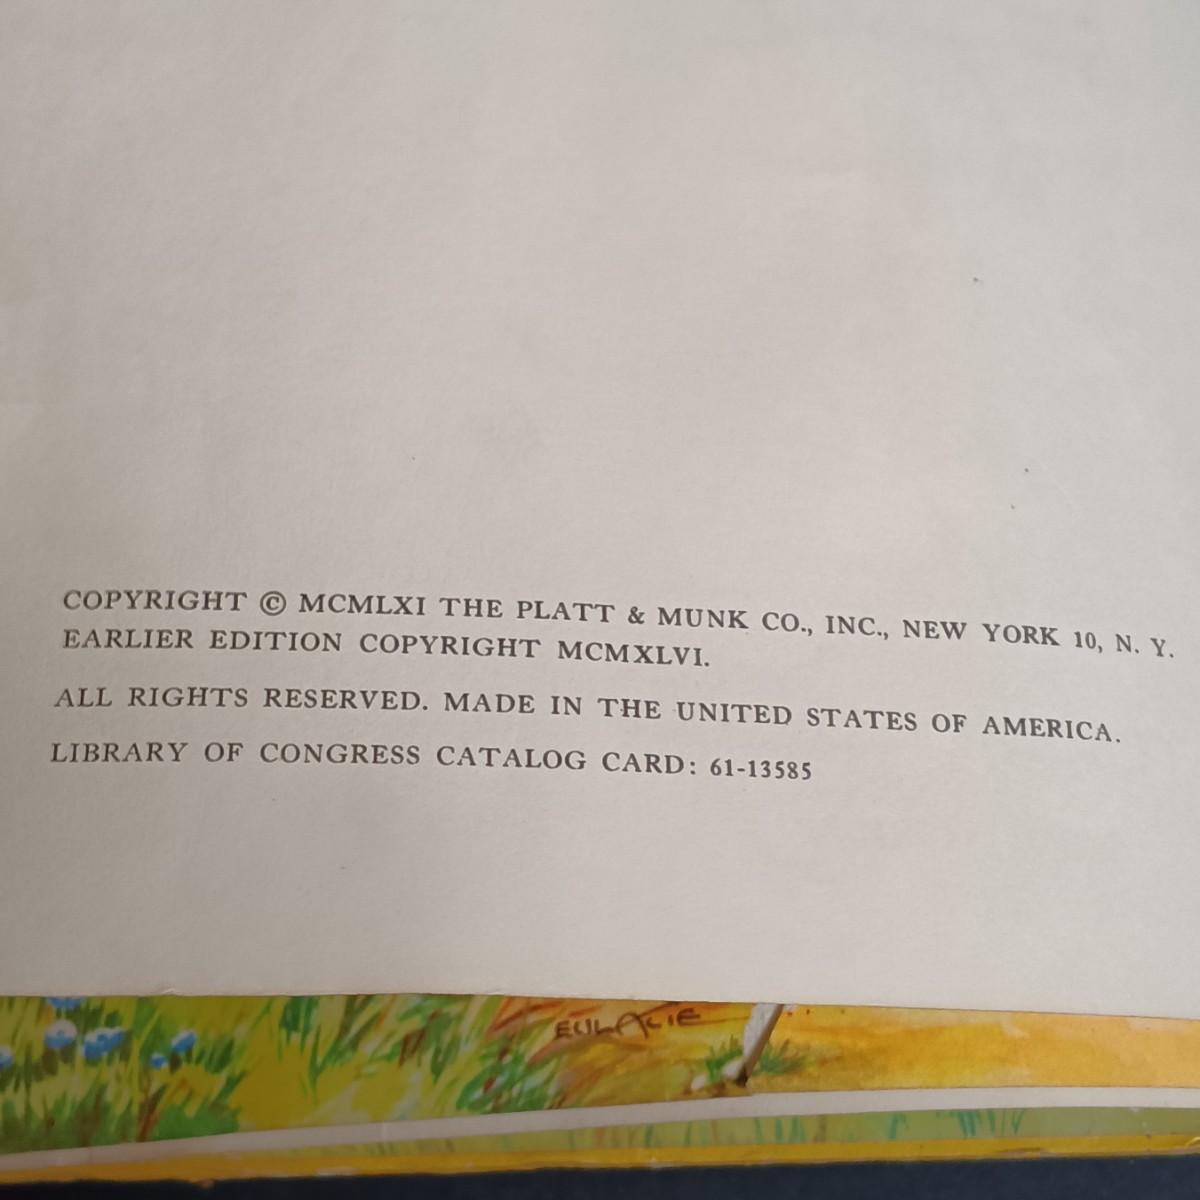 COPYRIGHT © MCMLXI THE PLATT & MUNK CO., INC., NEW YORK 10, N. Y.
EARLIER EDITION COPYRIGHT MCMXLVI.
ALL RIGHTS RESERVED. MADE IN THE UNITED STATES OF AMERICA.
LIBRARY OF CONGRESS CATALOG CARD: 61-13585
EULALIE